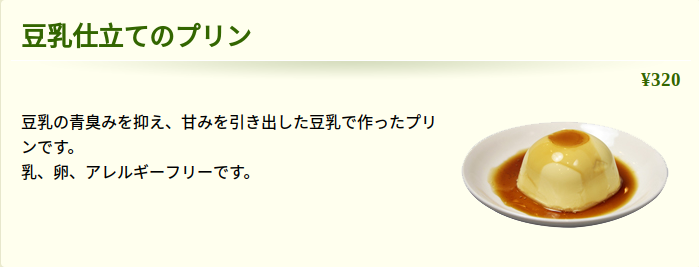 豆乳仕立てのプリン
¥320
豆乳の青臭みを抑え、甘みを引き出した豆乳で作ったプリ
ンです。
乳、卵、アレルギーフリーです。